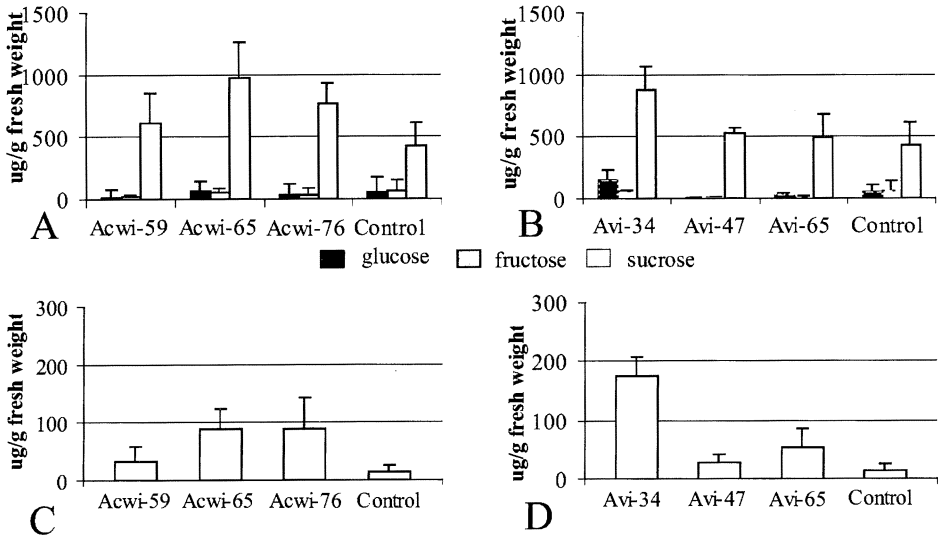 1500
1000
500
0
ug/g fresh weight
A
Acwi-59 Acwi-65 Acwi-76 Control
1500
1000
500
0
ug/g fresh weight
B
Avi-34 Avi-47 Avi-65 Control
glucose fructose sucrose
300
200
100
0
ug/g fresh weight
C
Acwi-59 Acwi-65 Acwi-76 Control
300
200
100
0
ug/g fresh weight
D
Avi-34 Avi-47 Avi-65 Control